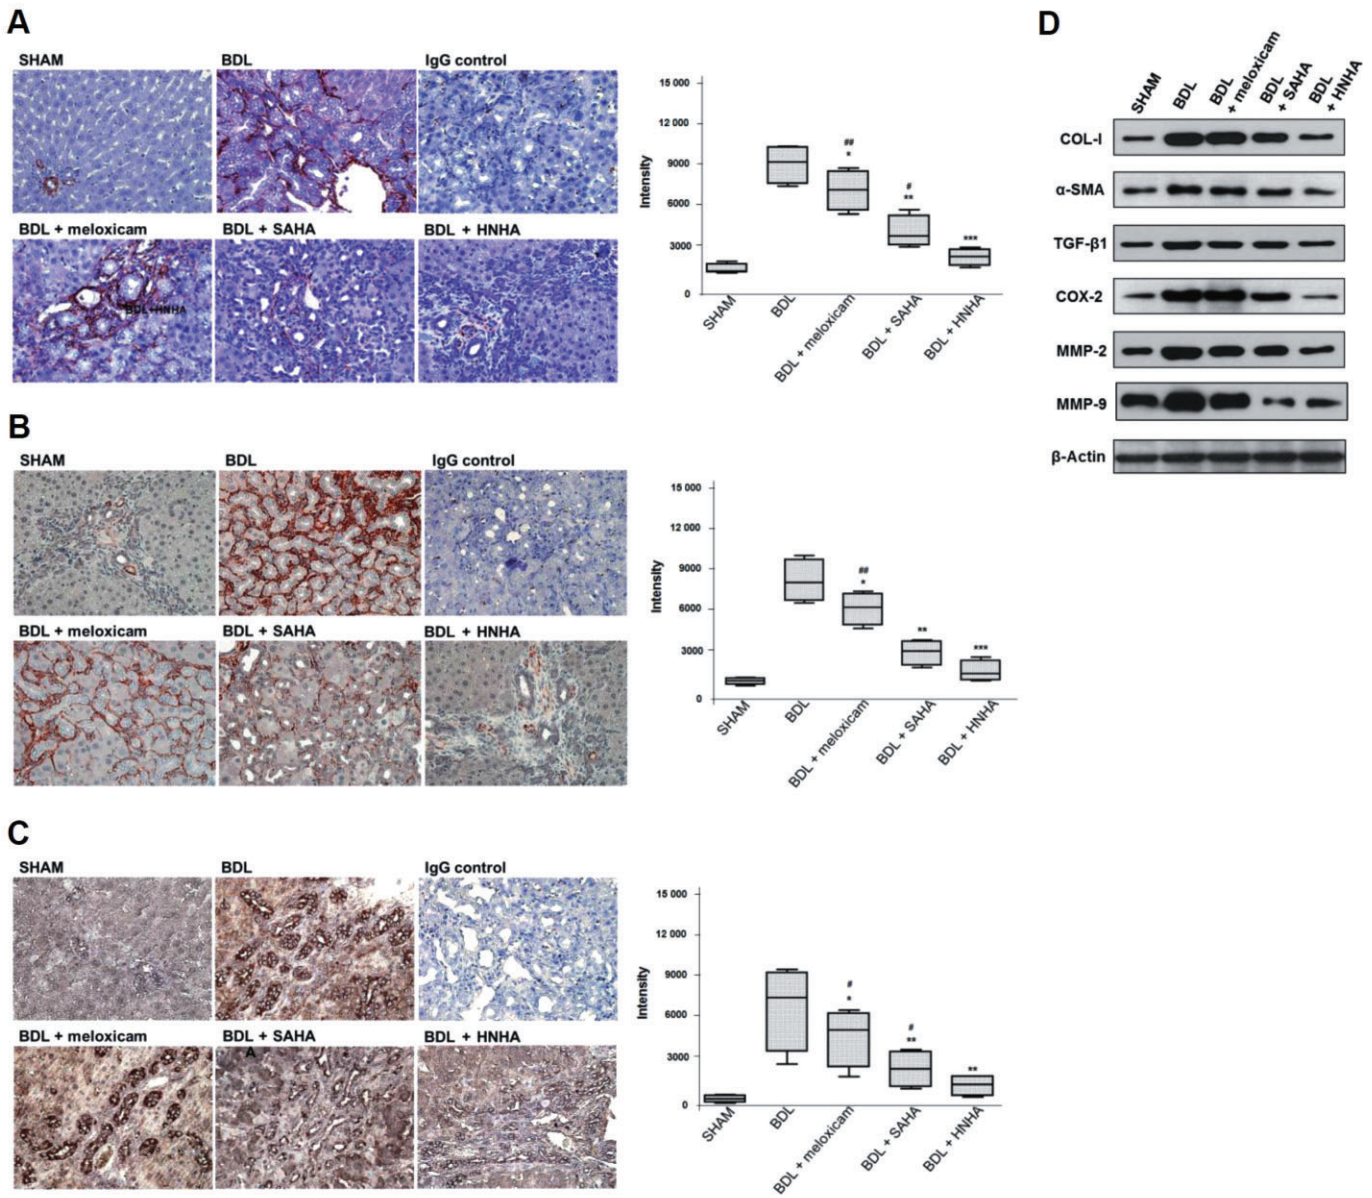 A
SHAM
BDL
IgG control
BDL + meloxicam
BDL + SAHA
BDL + HNHA
BDL+HNHA
Intensity
15 000
12 000
9000
6000
3000
0
##
*
#
**
***
SHAM
BDL
BDL + meloxicam
BDL + SAHA
BDL + HNHA
B
SHAM
BDL
IgG control
BDL + meloxicam
BDL + SAHA
BDL + HNHA
Intensity
15 000
12 000
9000
6000
3000
0
##
*
**
***
SHAM
BDL
BDL + meloxicam
BDL + SAHA
BDL + HNHA
C
SHAM
BDL
IgG control
BDL + meloxicam
BDL + SAHA
A
BDL + HNHA
Intensity
15 000
12 000
9000
6000
3000
0
#
*
#
**
**
SHAM
BDL
BDL + meloxicam
BDL + SAHA
BDL + HNHA
D
SHAM
BDL
BDL
+ meloxicam
BDL
+ SAHA
BDL
+ HNHA
COL-I
α-SMA
TGF-β1
COX-2
MMP-2
MMP-9
β-Actin